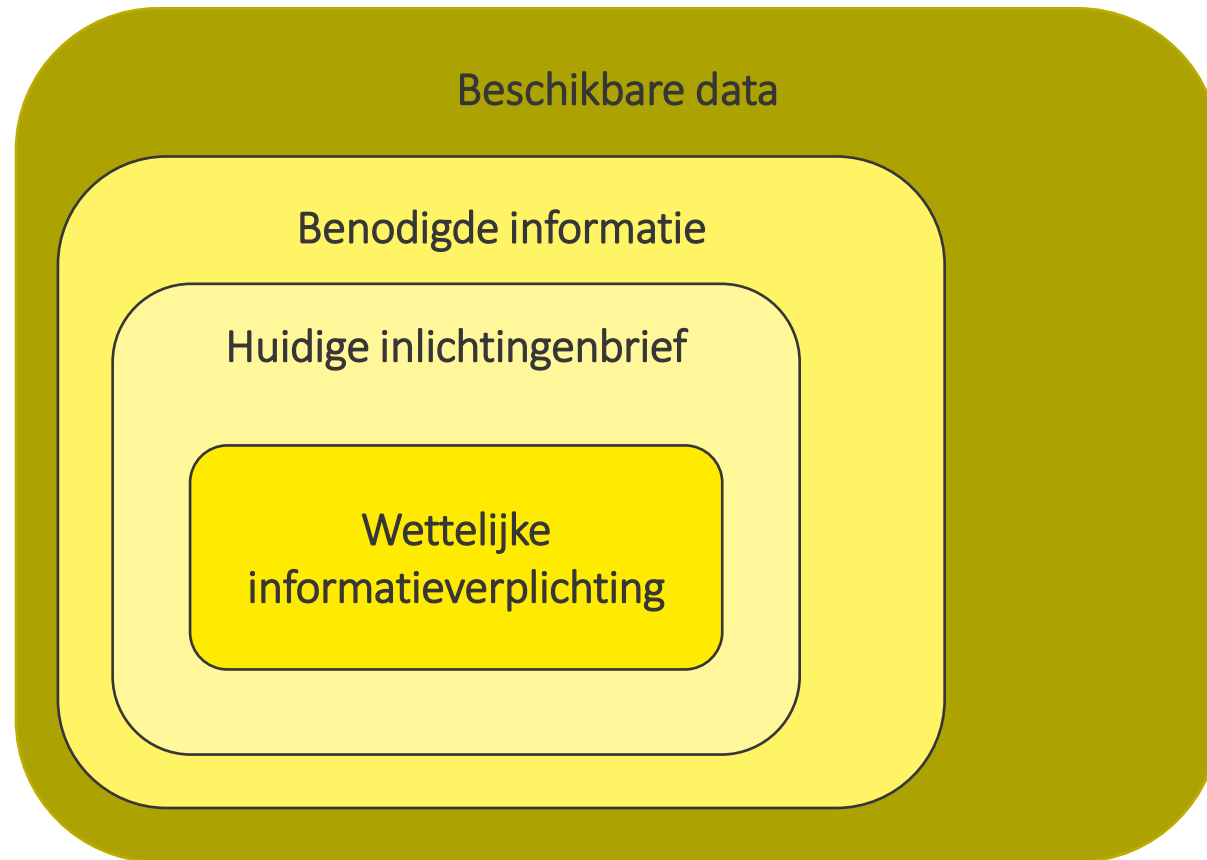 Beschikbare data
Benodigde informatie
Huidige inlichtingenbrief
Wettelijke
informatieverplichting